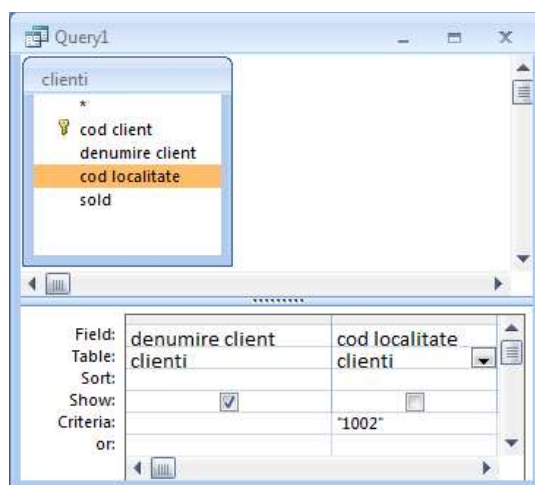 Query1
clienti
*
cod client
denumire client
cod localitate
sold
Field: denumire client cod localitate
Table: clienti clienti
Sort:
Show:
Criteria: "1002"
or: